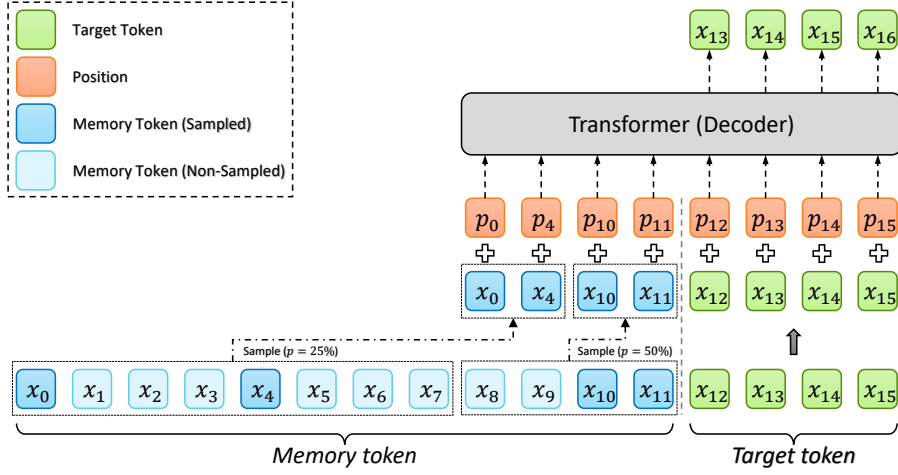 Target Token
Position
Memory Token (Sampled)
Memory Token (Non-Sampled)
x₁₃ x₁₄ x₁₅ x₁₆
Transformer (Decoder)
p₀ p₄ p₁₀ p₁₁ p₁₂ p₁₃ p₁₄ p₁₅
x₀ x₄ x₁₀ x₁₁ x₁₂ x₁₃ x₁₄ x₁₅
Sample (p = 25%) Sample (p = 50%)
x₀ x₁ x₂ x₃ x₄ x₅ x₆ x₇ x₈ x₉ x₁₀ x₁₁ x₁₂ x₁₃ x₁₄ x₁₅
Memory token Target token